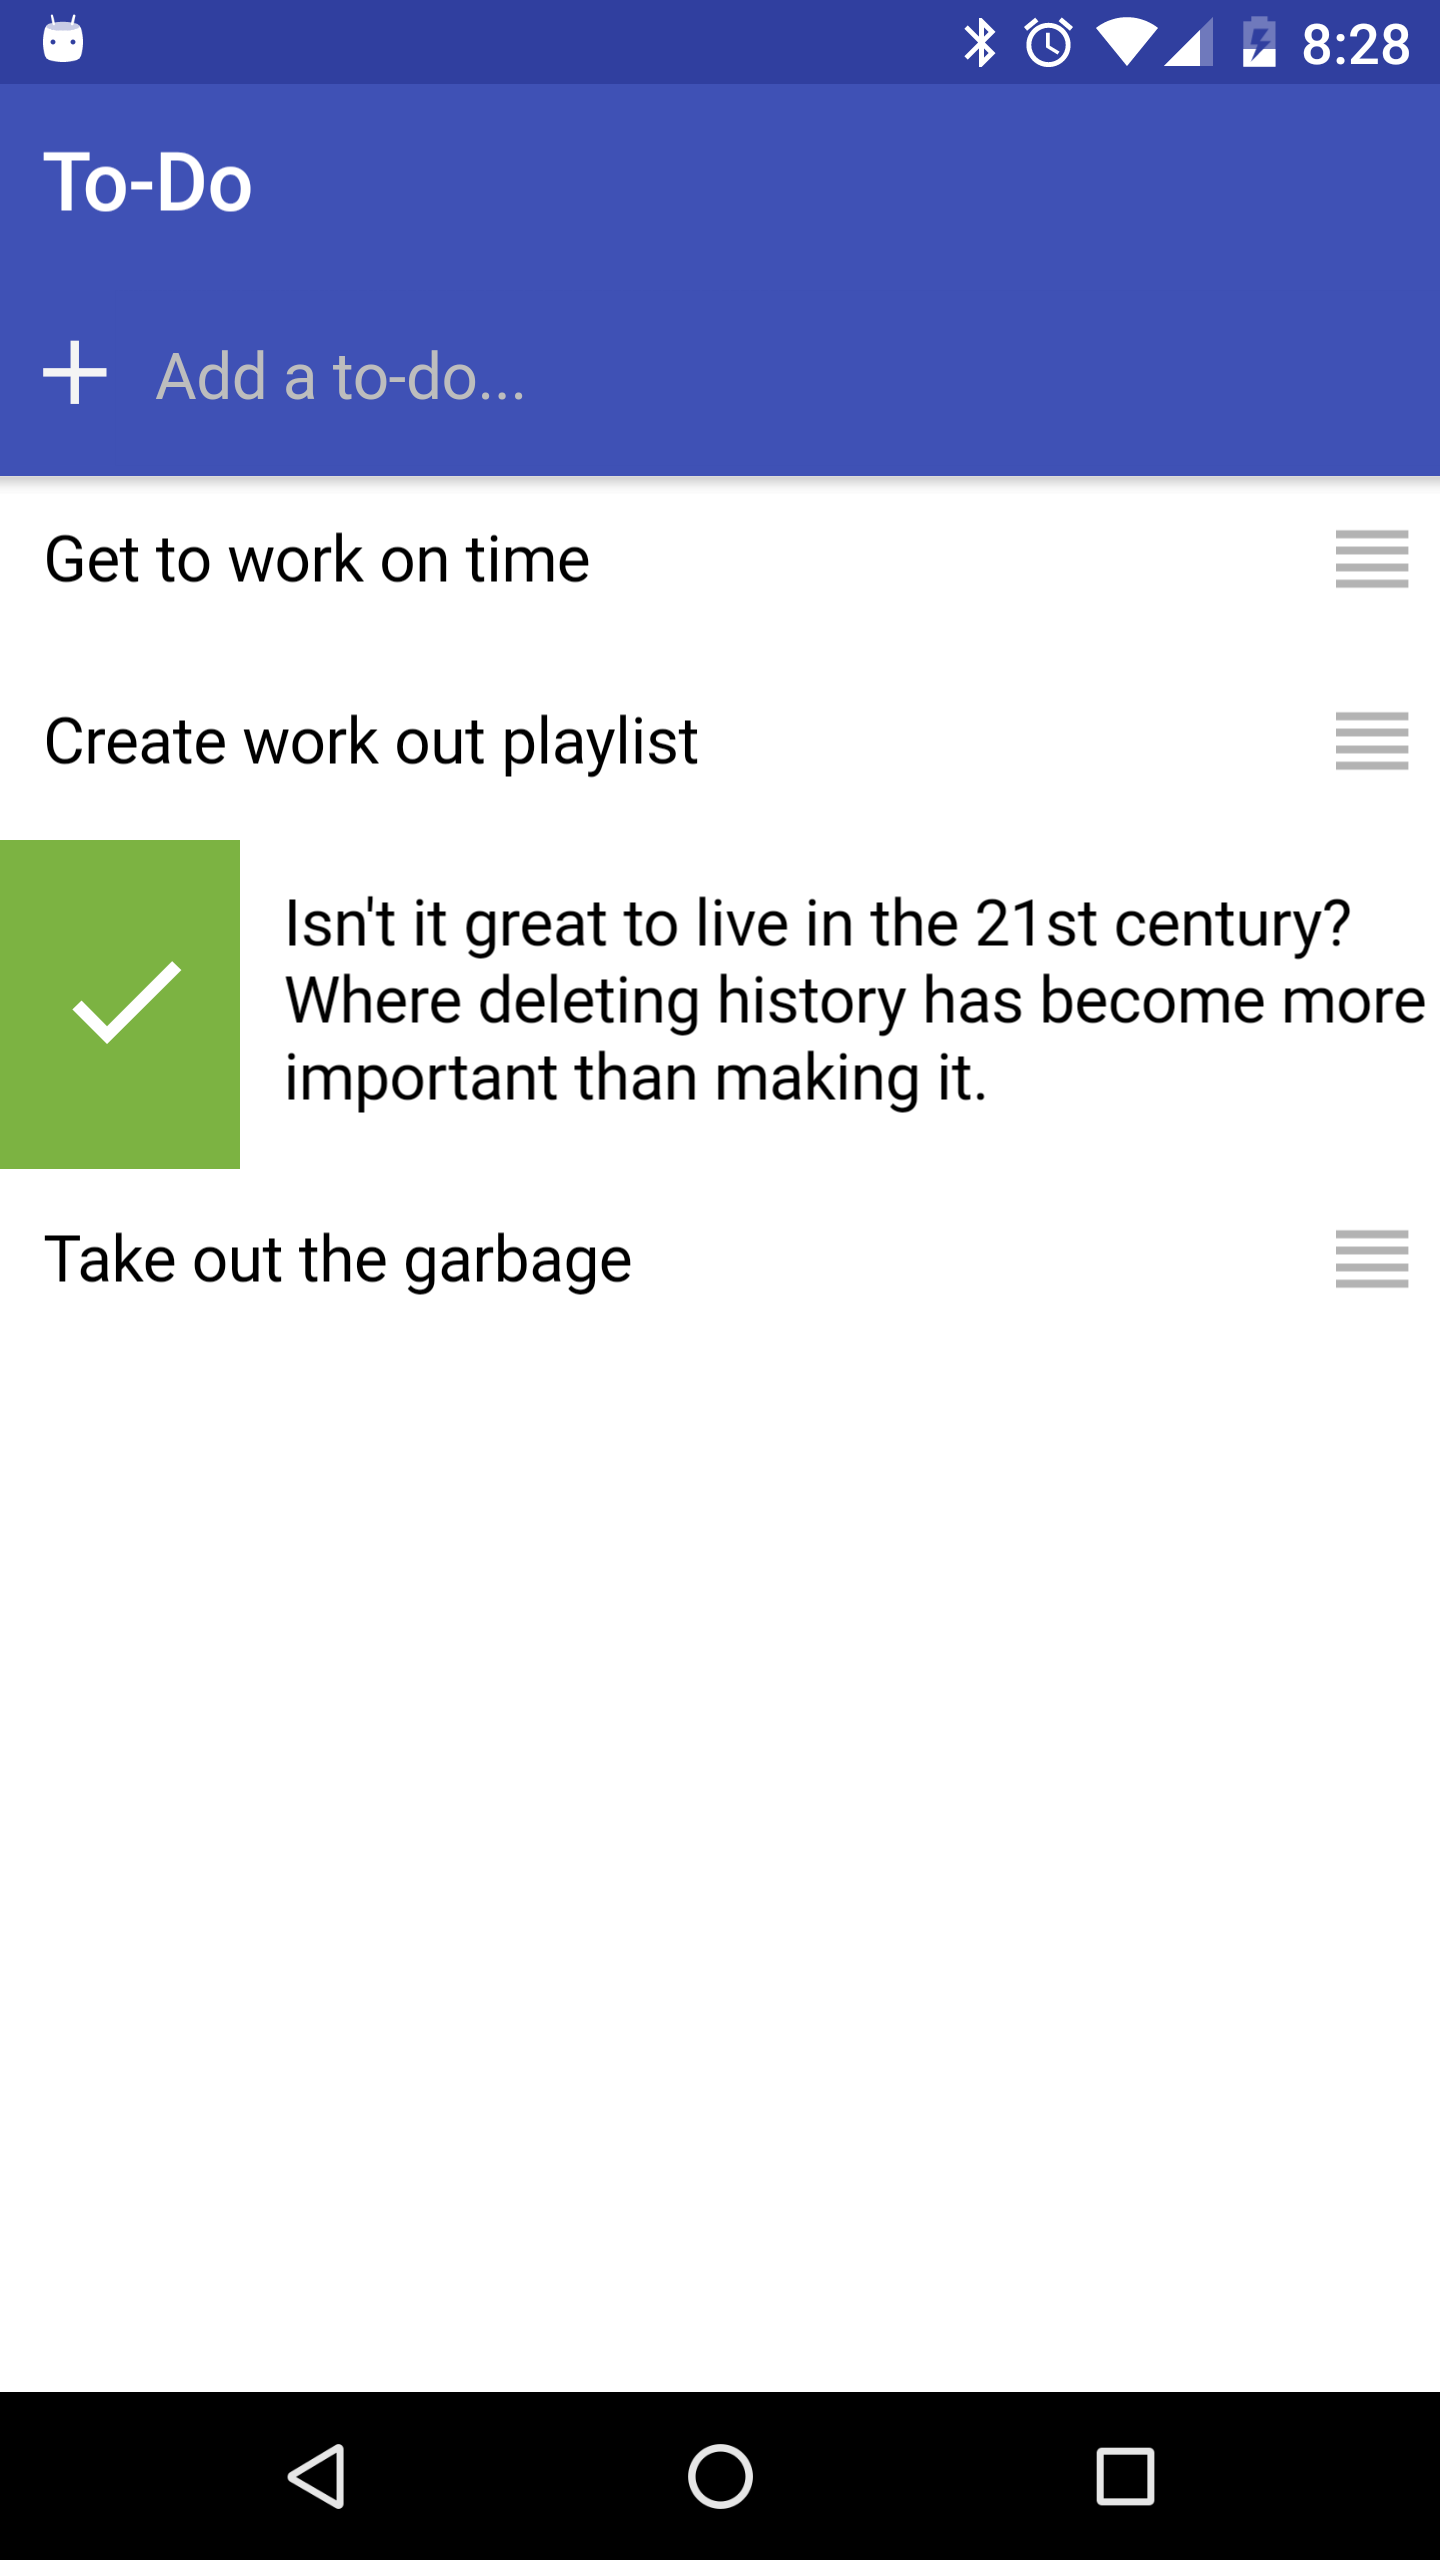 8:28
To-Do
Add a to-do...
Get to work on time
Create work out playlist
Isn't it great to live in the 21st century?
Where deleting history has become more
important than making it.
Take out the garbage